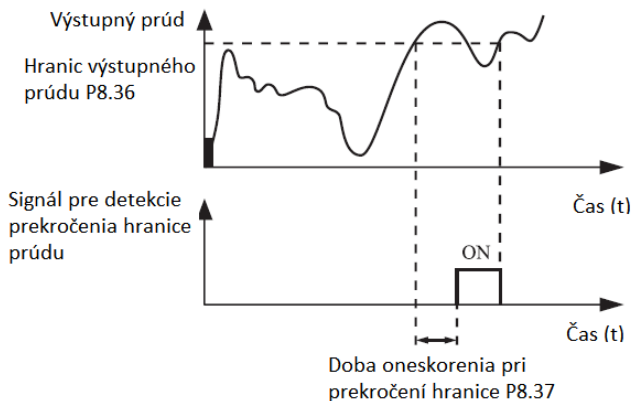 Výstupný prúd
Hranic výstupného
prúdu P8.36
Čas (t)
Signál pre detekcie
prekročenia hranice
prúdu
ON
Čas (t)
Doba oneskorenia pri
prekročení hranice P8.37